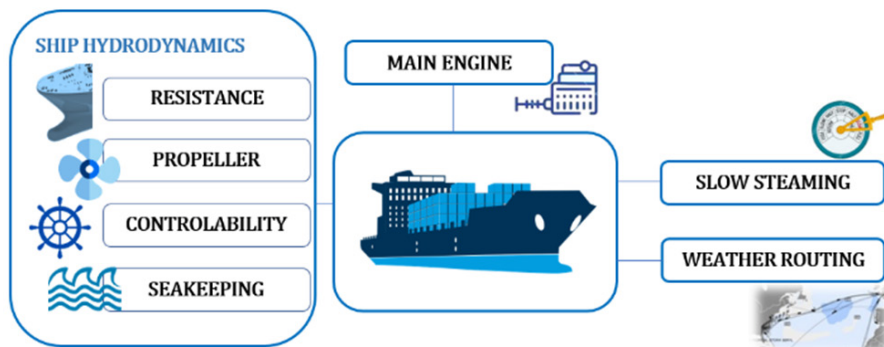 SHIP HYDRODYNAMICS
RESISTANCE
PROPELLER
CONTROLABILITY
SEAKEEPING
MAIN ENGINE
SLOW STEAMING
WEATHER ROUTING